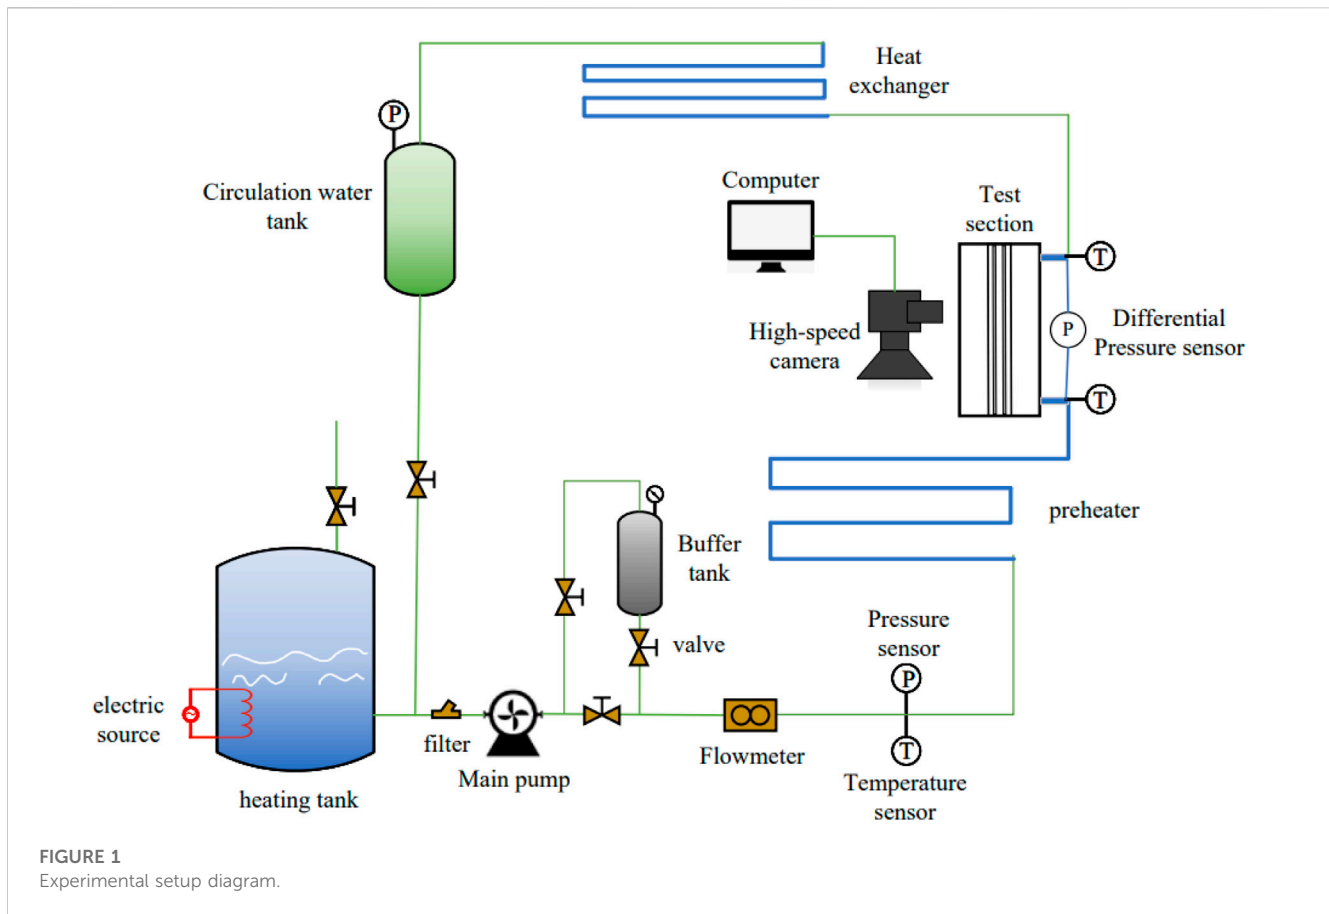 Heat
exchanger
P
Circulation water
tank
Computer
Test
section
T
High-speed
camera
P
Differential
Pressure sensor
T
preheater
Buffer
tank
valve
Pressure
sensor
P
electric
source
filter
Main pump
Flowmeter
T
Temperature
sensor
heating tank
FIGURE 1
Experimental setup diagram.